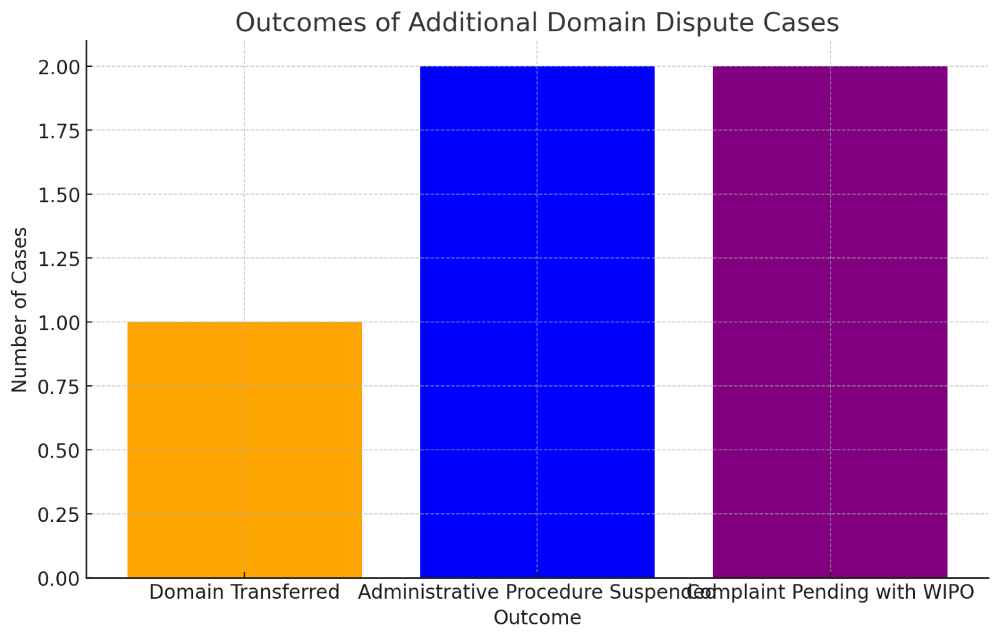 Outcomes of Additional Domain Dispute Cases
Number of Cases
2.00
1.75
1.50
1.25
1.00
0.75
0.50
0.25
0.00
Domain Transferred
Administrative Procedure Suspended
Complaint Pending with WIPO
Outcome